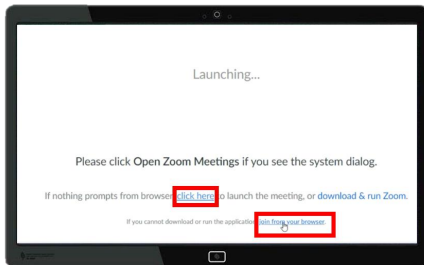 Launching...
Please click Open Zoom Meetings if you see the system dialog.
If nothing prompts from browser, click here to launch the meeting, or download & run Zoom.
If you cannot download or run the application, join from your browser.